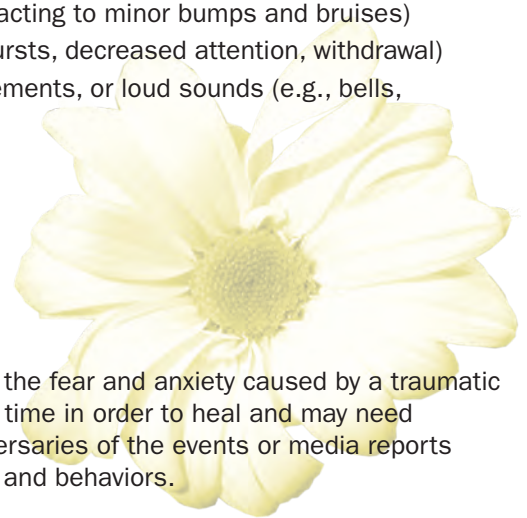 acting to minor bumps and bruises)
ursts, decreased attention, withdrawal)
ements, or loud sounds (e.g., bells,
the fear and anxiety caused by a traumatic
time in order to heal and may need
ersaries of the events or media reports
and behaviors.